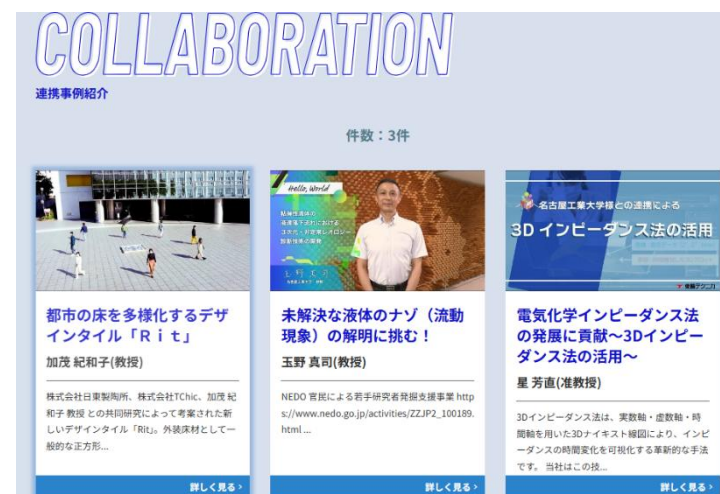 COLLABORATION
連携事例紹介
件数：3件
都市の床を多様化するデザ
インタイル「Ｒｉｔ」
加茂 紀和子(教授)
株式会社日東製陶所、株式会社TChic、加茂 紀
和子 教授 との共同研究によって考案された新
しいデザインタイル「Rit」。外装床材として一
般的な正方形...
詳しく見る ›
Hello, World
未解決な液体のナゾ（流動
現象）の解明に挑む！
玉野 真司(教授)
NEDO 官民による若手研究者発掘支援事業 http
s://www.nedo.go.jp/activities/ZZJP2_100189.
html ...
詳しく見る ›
名古屋工業大学様との連携による
3D インピーダンス法の活用
東陽テクニカ
電気化学インピーダンス法
の発展に貢献～3Dインピー
ダンス法の活用～
星 芳直(准教授)
3Dインピーダンス法は、実数軸・虚数軸・時
間軸を用いた3Dナイキスト線図により、インピ
ーダンスの時間変化を可視化する革新的な手法
です。 当社はこの技...
詳しく見る ›